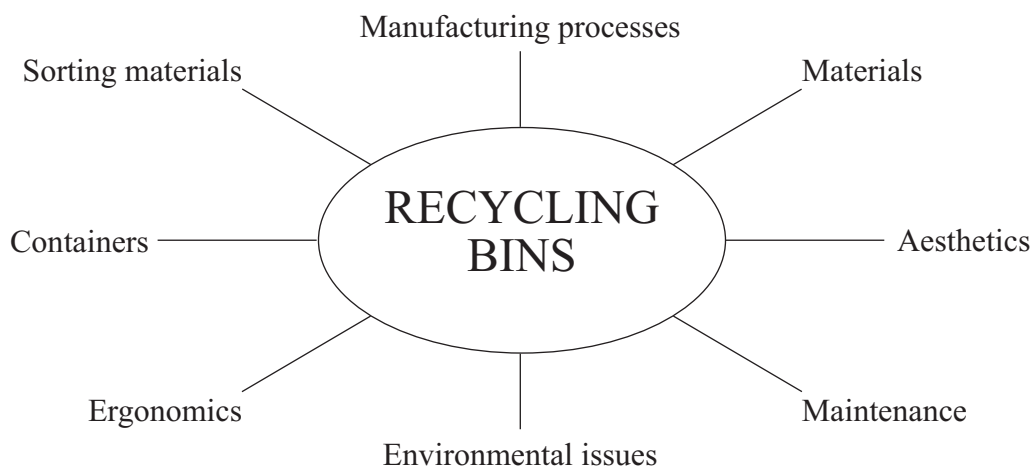 Manufacturing processes
Sorting materials
Materials
RECYCLING
BINS
Containers
Aesthetics
Ergonomics
Maintenance
Environmental issues